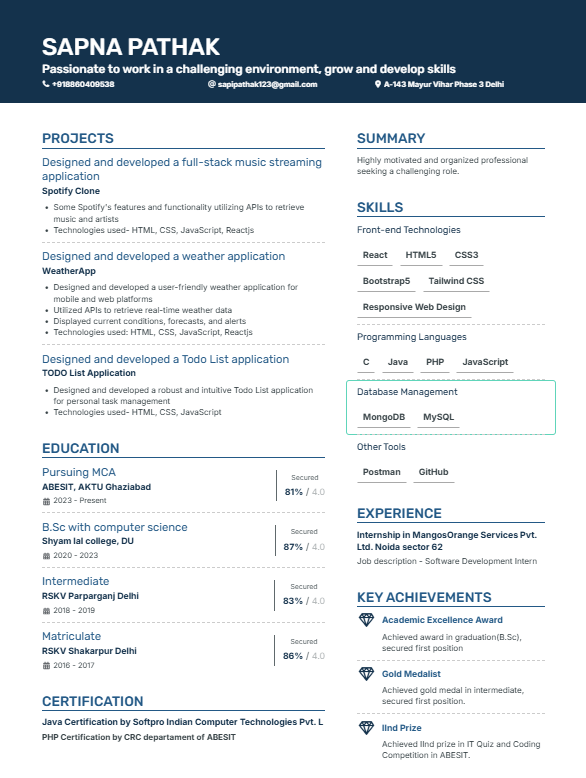 SAPNA PATHAK
Passionate to work in a challenging environment, grow and develop skills
+918860409538
@ sapipathak123@gmail.com
A-143 Mayur Vihar Phase 3 Delhi
PROJECTS
Designed and developed a full-stack music streaming
application
Spotify Clone
• Some Spotify's features and functionality utilizing APIs to retrieve
music and artists
• Technologies used- HTML, CSS, JavaScript, Reactjs
Designed and developed a weather application
WeatherApp
• Designed and developed a user-friendly weather application for
mobile and web platforms
• Utilized APIs to retrieve real-time weather data
• Displayed current conditions, forecasts, and alerts
• Technologies used: HTML, CSS, JavaScript, Reactjs
Designed and developed a Todo List application
TODO List Application
• Designed and developed a robust and intuitive Todo List application
for personal task management
• Technologies used- HTML, CSS, JavaScript
EDUCATION
Pursuing MCA
ABESIT, AKTU Ghaziabad
2023 - Present
Secured
81% / 4.0
B.Sc with computer science
Shyam lal college, DU
2020 - 2023
Secured
87% / 4.0
Intermediate
RSKV Parparganj Delhi
2018 - 2019
Secured
83% / 4.0
Matriculate
RSKV Shakarpur Delhi
2016 - 2017
Secured
86% / 4.0
CERTIFICATION
Java Certification by Softpro Indian Computer Technologies Pvt. L
PHP Certification by CRC departament of ABESIT
SUMMARY
Highly motivated and organized professional
seeking a challenging role.
SKILLS
Front-end Technologies
React HTML5 CSS3
Bootstrap5 Tailwind CSS
Responsive Web Design
Programming Languages
C Java PHP JavaScript
Database Management
MongoDB MySQL
Other Tools
Postman GitHub
EXPERIENCE
Internship in MangosOrange Services Pvt.
Ltd. Noida sector 62
Job description - Software Development Intern
KEY ACHIEVEMENTS
Academic Excellence Award
Achieved award in graduation(B.Sc),
secured first position
Gold Medalist
Achieved gold medal in intermediate,
secured first position.
IInd Prize
Achieved IInd prize in IT Quiz and Coding
Competition in ABESIT.